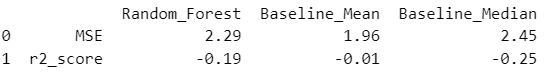 Random_Forest Baseline_Mean Baseline_Median
0 MSE 2.29 1.96 2.45
1 r2_score -0.19 -0.01 -0.25